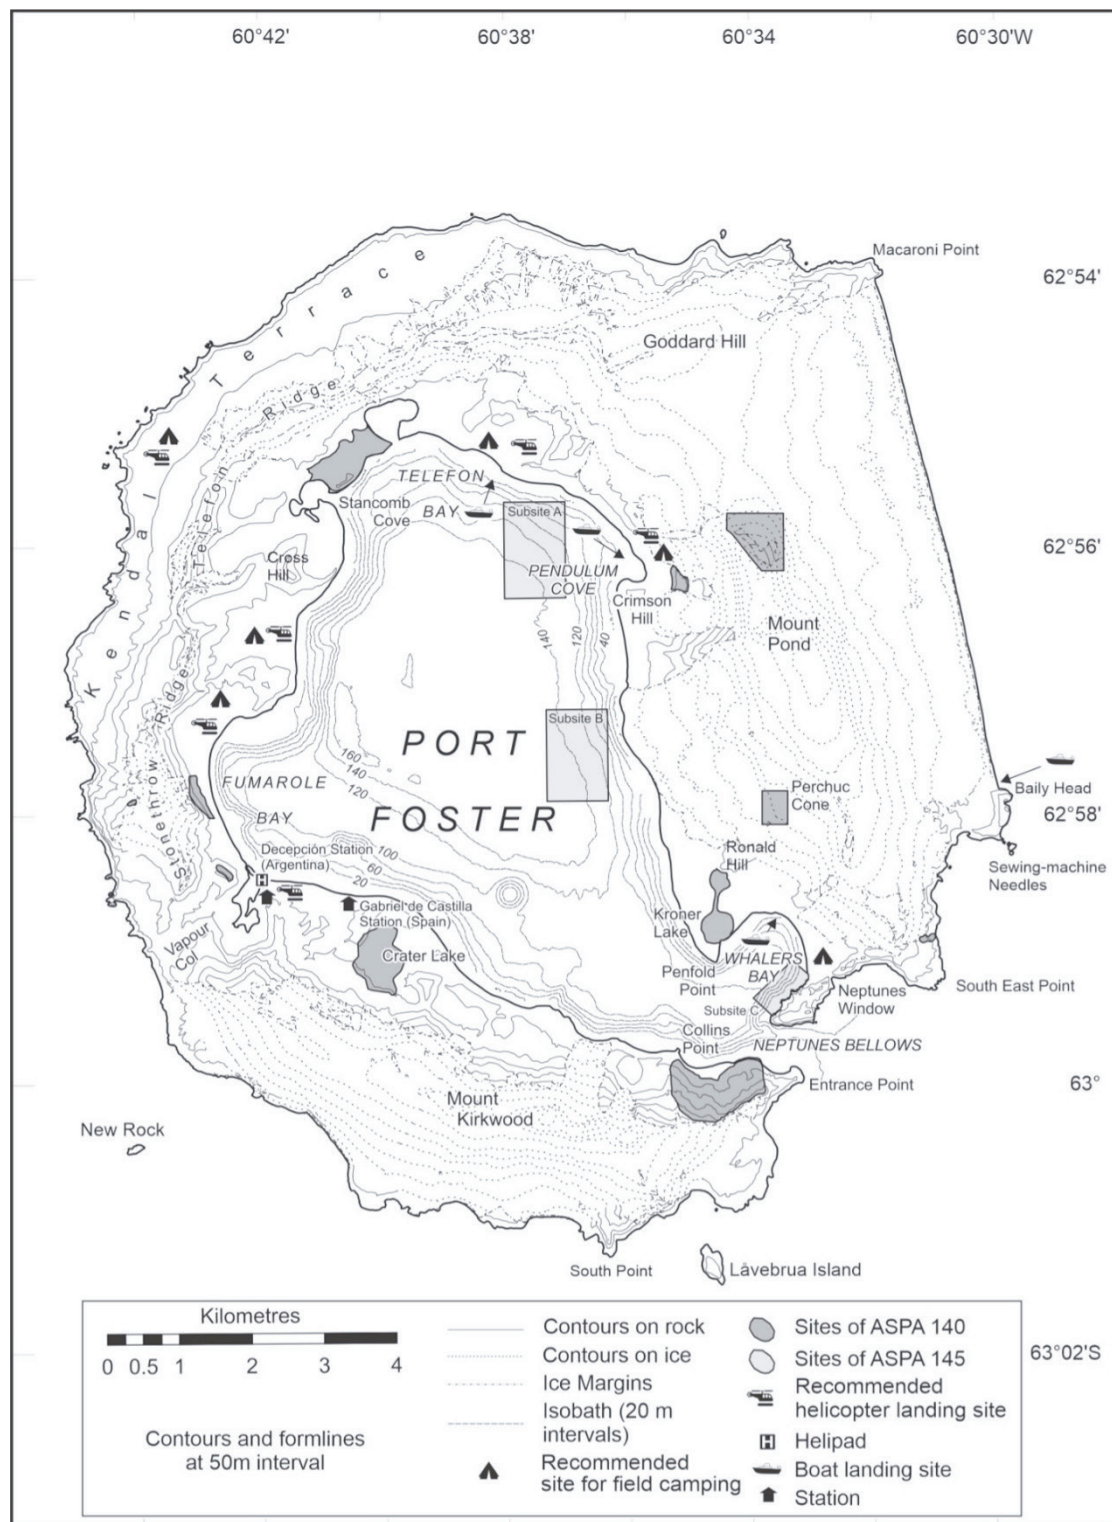 60°42'
60°38'
60°34'
60°30'W
Macaroni Point
62°54'
Goddard Hill
Kendall Terrace
Telefon Ridge
TELEFON
BAY
Stancomb
Cove
Subsite A
62°56'
Cross
Hill
PENDULUM
COVE
Crimson
Hill
140
120
40
Mount
Pond
Stonethrow Ridge
Subsite B
PORT
FOSTER
160
140
120
FUMAROLE
BAY
Baily Head
Perchuc
Cone
62°58'
100
60
20
Decepción Station
(Argentina)
H
Ronald
Hill
Sewing-machine
Needles
Gabriel de Castilla
Station (Spain)
Kroner
Lake
Vapour
Col
Crater Lake
WHALERS
BAY
Penfold
Point
Neptunes
Window
South East Point
Subsite C
Collins
Point
NEPTUNES BELLOWS
Entrance Point
63°
Mount
Kirkwood
New Rock
South Point
Låvebrua Island
63°02'S
Kilometres
0 0.5 1 2 3 4
Contours and formlines
at 50m interval
Contours on rock
Contours on ice
Ice Margins
Isobath (20 m
intervals)
Recommended
site for field camping
Sites of ASPA 140
Sites of ASPA 145
Recommended
helicopter landing site
H Helipad
Boat landing site
Station